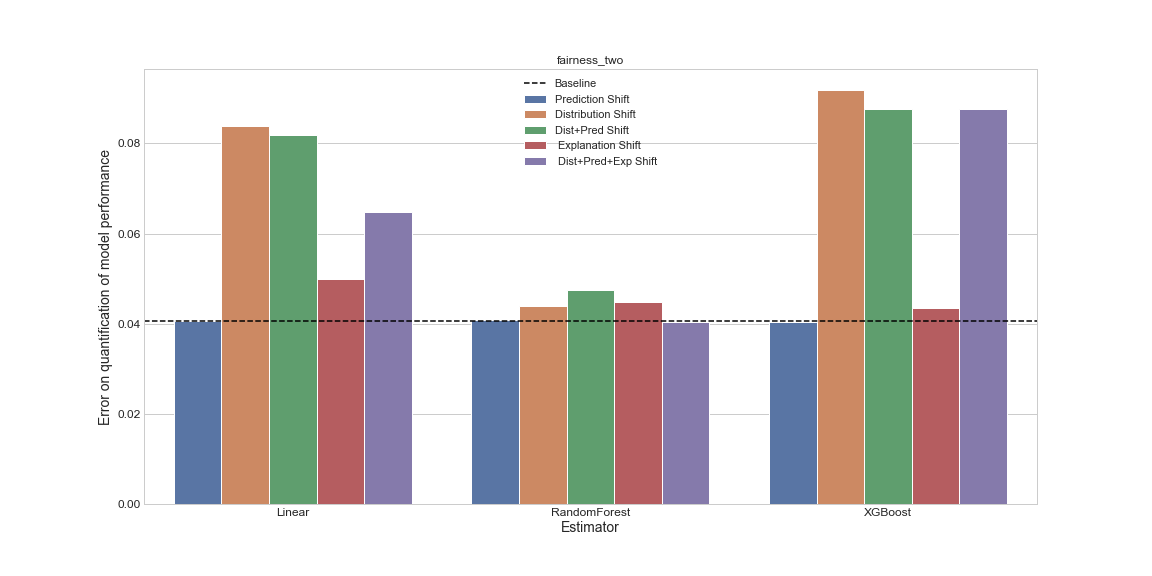 fairness_two
Baseline
Prediction Shift
Distribution Shift
Dist+Pred Shift
Explanation Shift
Dist+Pred+Exp Shift
Error on quantification of model performance
0.08
0.06
0.04
0.02
0.00
Linear
RandomForest
XGBoost
Estimator